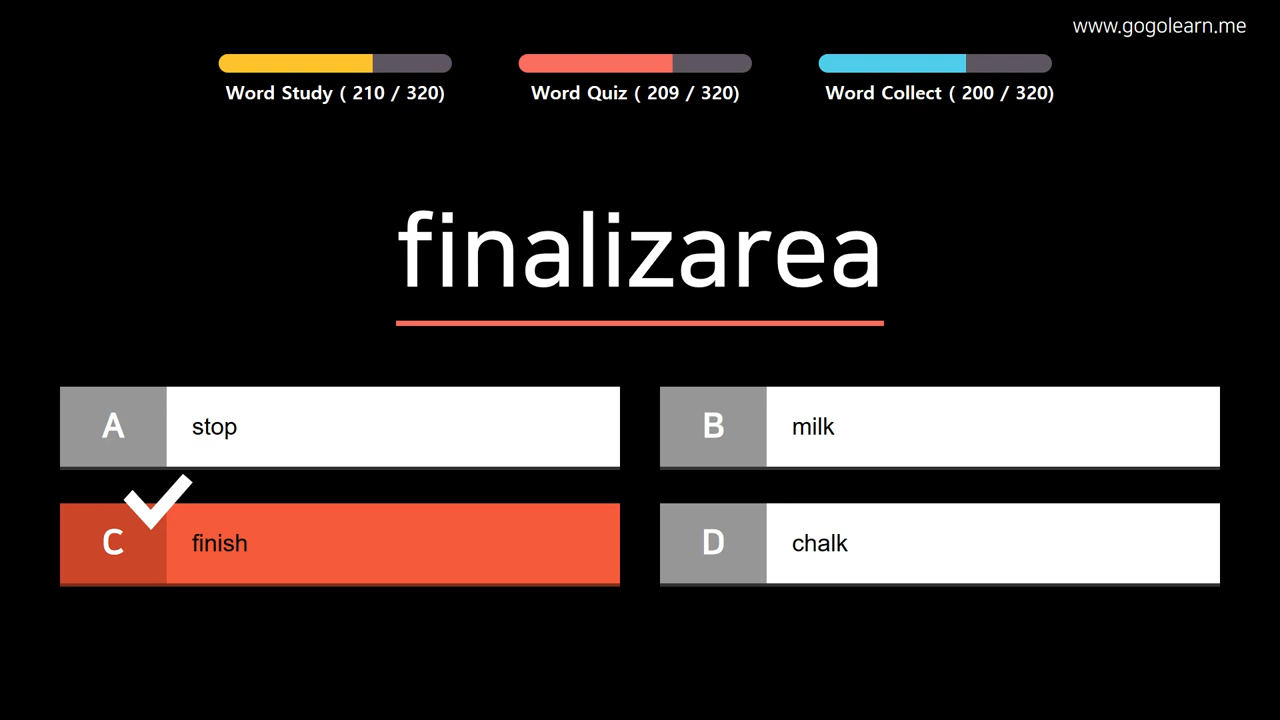 www.gogolearn.me
Word Study ( 210 / 320)
Word Quiz ( 209 / 320)
Word Collect ( 200 / 320)
finalizarea
A stop
B milk
C finish
D chalk